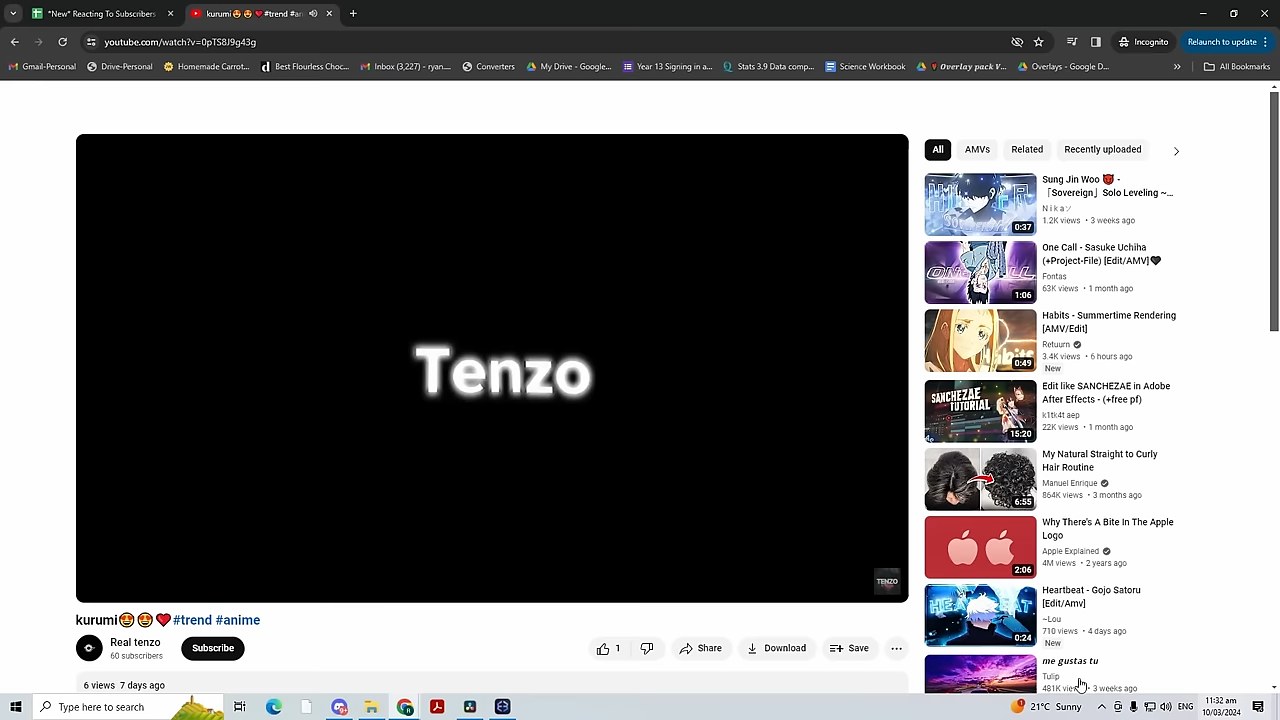 *New* Reacting To Subscribers
kurumi😍😍❤️#trend #an
youtube.com/watch?v=0pTS8J9g43g
Incognito
Relaunch to update
Gmail-Personal
Drive-Personal
Homemade Carrot...
Best Flourless Choc...
Inbox (3,227) - ryan....
Converters
My Drive - Google...
Year 13 Signing in a...
Stats 3.9 Data comp...
Science Workbook
Overlay pack V...
Overlays - Google D...
»
All Bookmarks
Tenzo
TENZO
kurumi😍😍❤️#trend #anime
Real tenzo
60 subscribers
Subscribe
1
Share
Download
Save
6 views 7 days ago
All
AMVs
Related
Recently uploaded
Sung Jin Woo 👿 -
「Sovereign」Solo Leveling ~...
N i k a ソ
1.2K views • 3 weeks ago
0:37
One Call - Sasuke Uchiha
(+Project-File) [Edit/AMV]🖤
Fontas
63K views • 1 month ago
1:06
Habits - Summertime Rendering
[AMV/Edit]
Retuurn
3.4K views • 6 hours ago
New
0:49
Edit like SANCHEZAE in Adobe
After Effects - (+free pf)
k1tk4t aep
22K views • 1 month ago
SANCHEZAE
TUTORIAL
15:20
My Natural Straight to Curly
Hair Routine
Manuel Enrique
864K views • 3 months ago
6:55
Why There's A Bite In The Apple
Logo
Apple Explained
4M views • 2 years ago
2:06
Heartbeat - Gojo Satoru
[Edit/Amv]
~Lou
710 views • 4 days ago
New
0:24
me gustas tu
Tulip
481K views • 3 weeks ago
Type here to search
21°C Sunny
ENG
11:32 am
10/03/2024